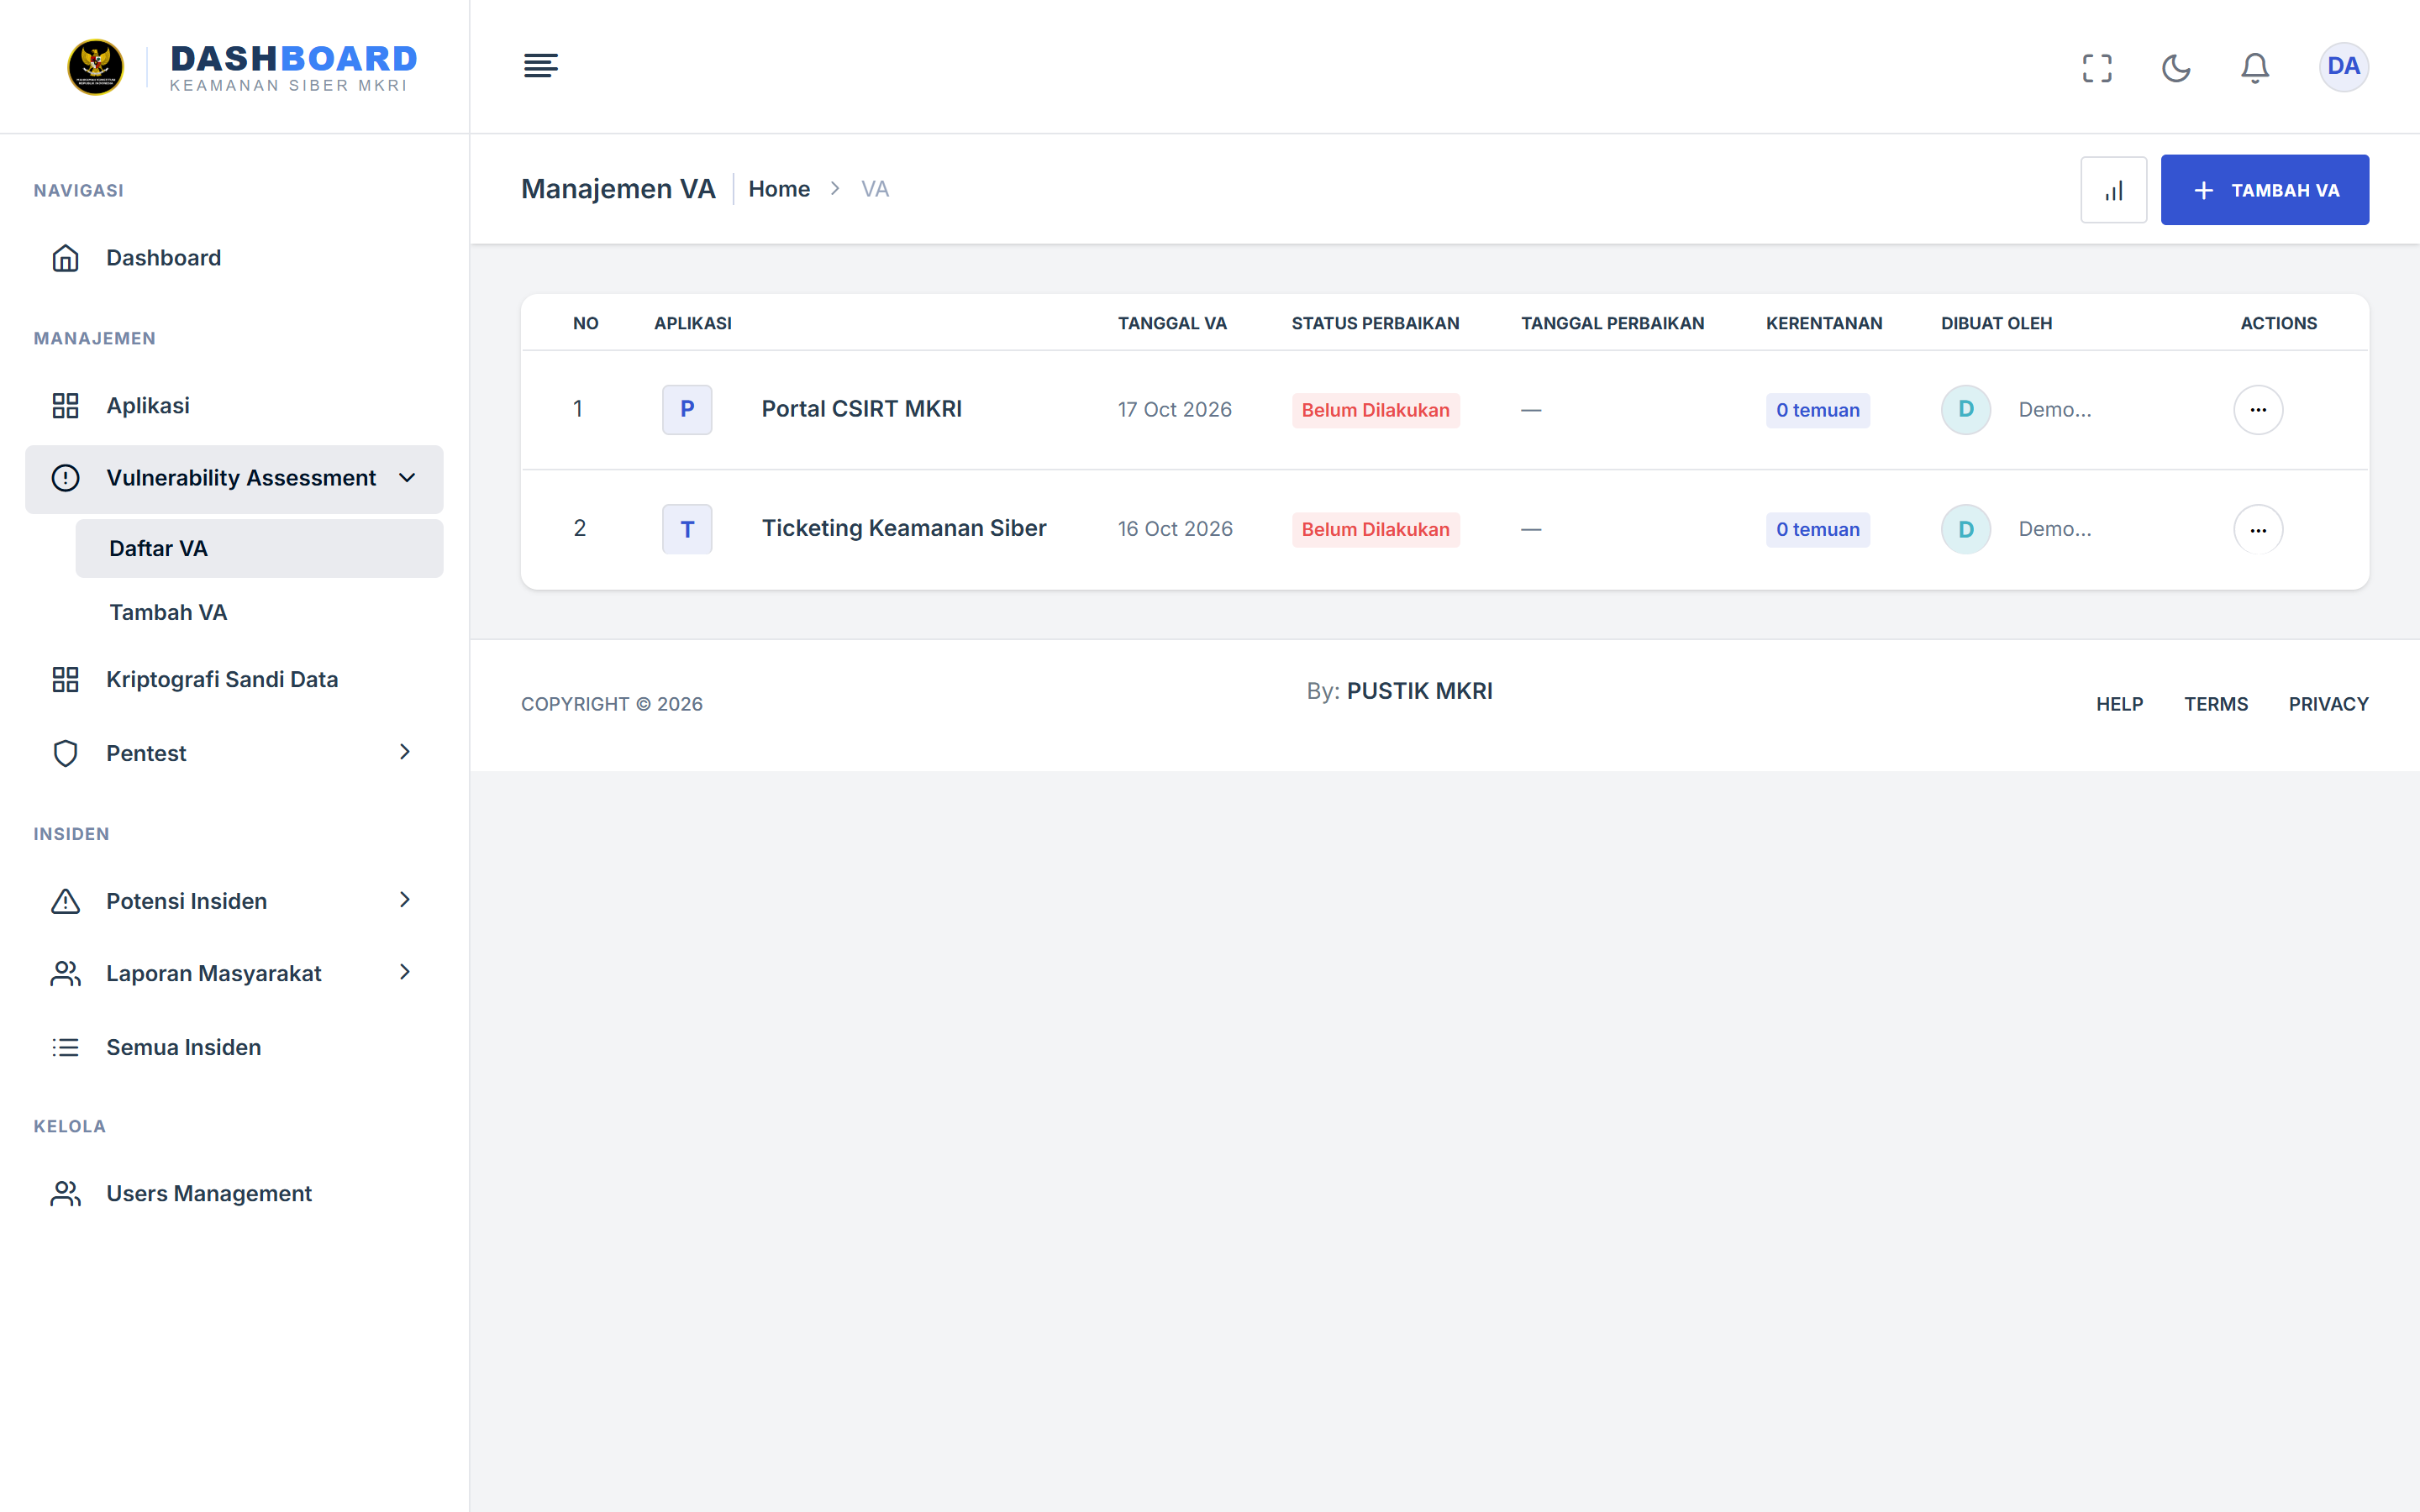 DASHBOARD
KEAMANAN SIBER MKRI
DA
NAVIGASI
Dashboard
MANAJEMEN
Aplikasi
Vulnerability Assessment
Daftar VA
Tambah VA
Kriptografi Sandi Data
Pentest
INSIDEN
Potensi Insiden
Laporan Masyarakat
Semua Insiden
KELOLA
Users Management
Manajemen VA
Home
VA
TAMBAH VA
NO APLIKASI TANGGAL VA STATUS PERBAIKAN TANGGAL PERBAIKAN KERENTANAN DIBUAT OLEH ACTIONS
1 P Portal CSIRT MKRI 17 Oct 2026 Belum Dilakukan — 0 temuan D Demo...
2 T Ticketing Keamanan Siber 16 Oct 2026 Belum Dilakukan — 0 temuan D Demo...
COPYRIGHT © 2026
By: PUSTIK MKRI
HELP TERMS PRIVACY